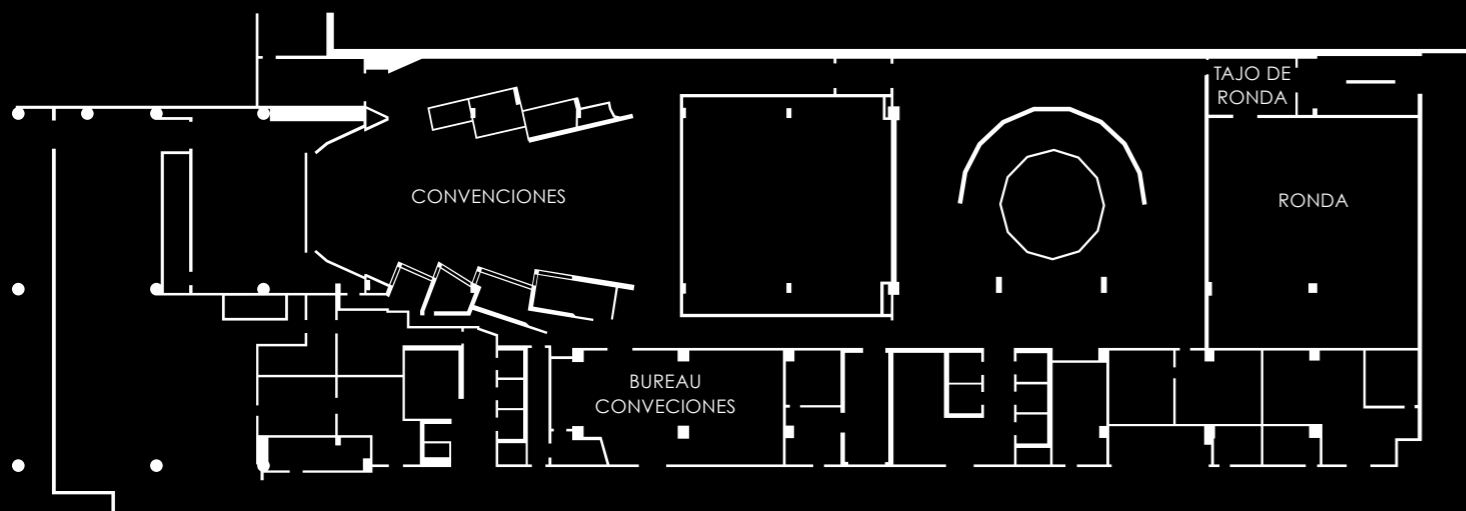 TAJO DE
RONDA
CONVENCIONES
RONDA
BUREAU
CONVECIONES